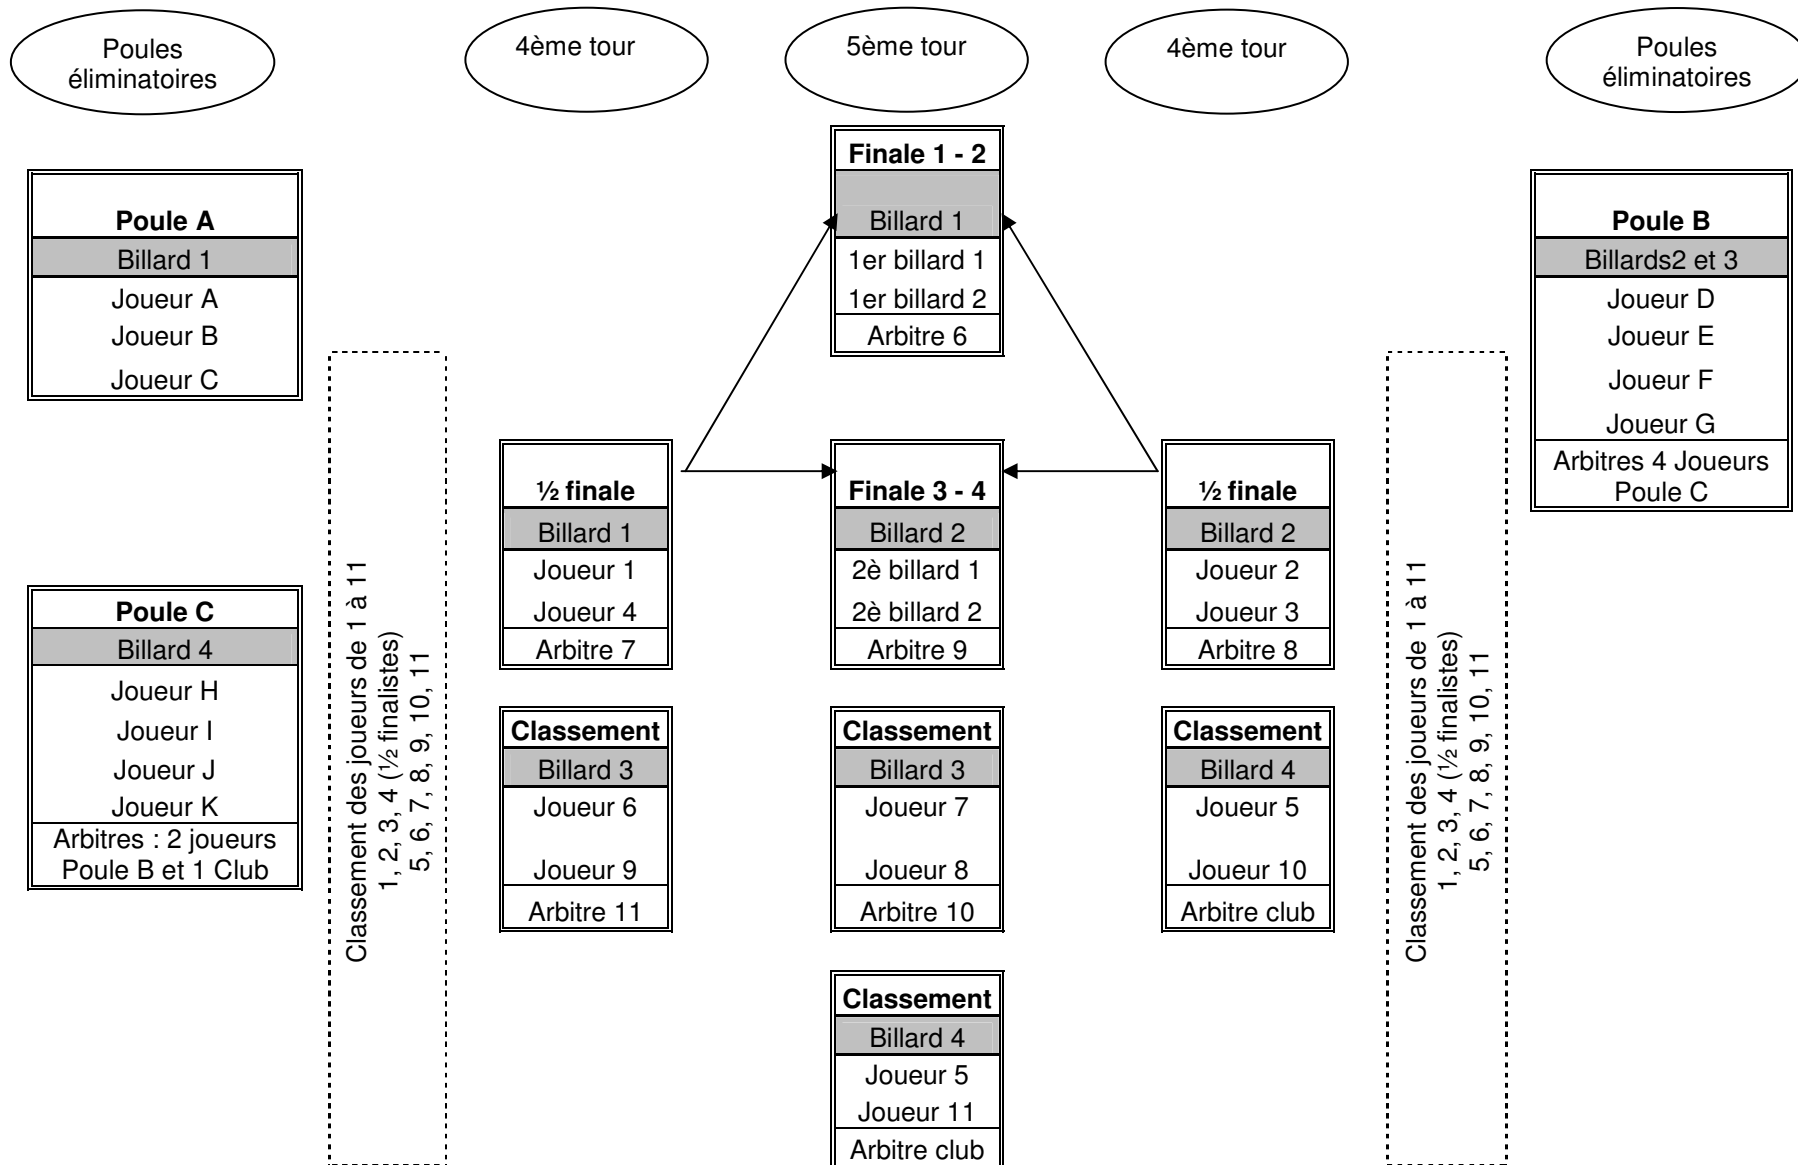 Poules
éliminatoires
4ème tour
5ème tour
4ème tour
Poules
éliminatoires
Poule A
Billard 1
Joueur A
Joueur B
Joueur C
Poule C
Billard 4
Joueur H
Joueur I
Joueur J
Joueur K
Arbitres : 2 joueurs
Poule B et 1 Club
Classement des joueurs de 1 à 11
1, 2, 3, 4 (½ finalistes)
5, 6, 7, 8, 9, 10, 11
½ finale
Billard 1
Joueur 1
Joueur 4
Arbitre 7
Classement
Billard 3
Joueur 6
Joueur 9
Arbitre 11
Finale 1 - 2
Billard 1
1er billard 1
1er billard 2
Arbitre 6
Finale 3 - 4
Billard 2
2è billard 1
2è billard 2
Arbitre 9
Classement
Billard 3
Joueur 7
Joueur 8
Arbitre 10
Classement
Billard 4
Joueur 5
Joueur 11
Arbitre club
½ finale
Billard 2
Joueur 2
Joueur 3
Arbitre 8
Classement
Billard 4
Joueur 5
Joueur 10
Arbitre club
Classement des joueurs de 1 à 11
1, 2, 3, 4 (½ finalistes)
5, 6, 7, 8, 9, 10, 11
Poule B
Billards2 et 3
Joueur D
Joueur E
Joueur F
Joueur G
Arbitres 4 Joueurs
Poule C